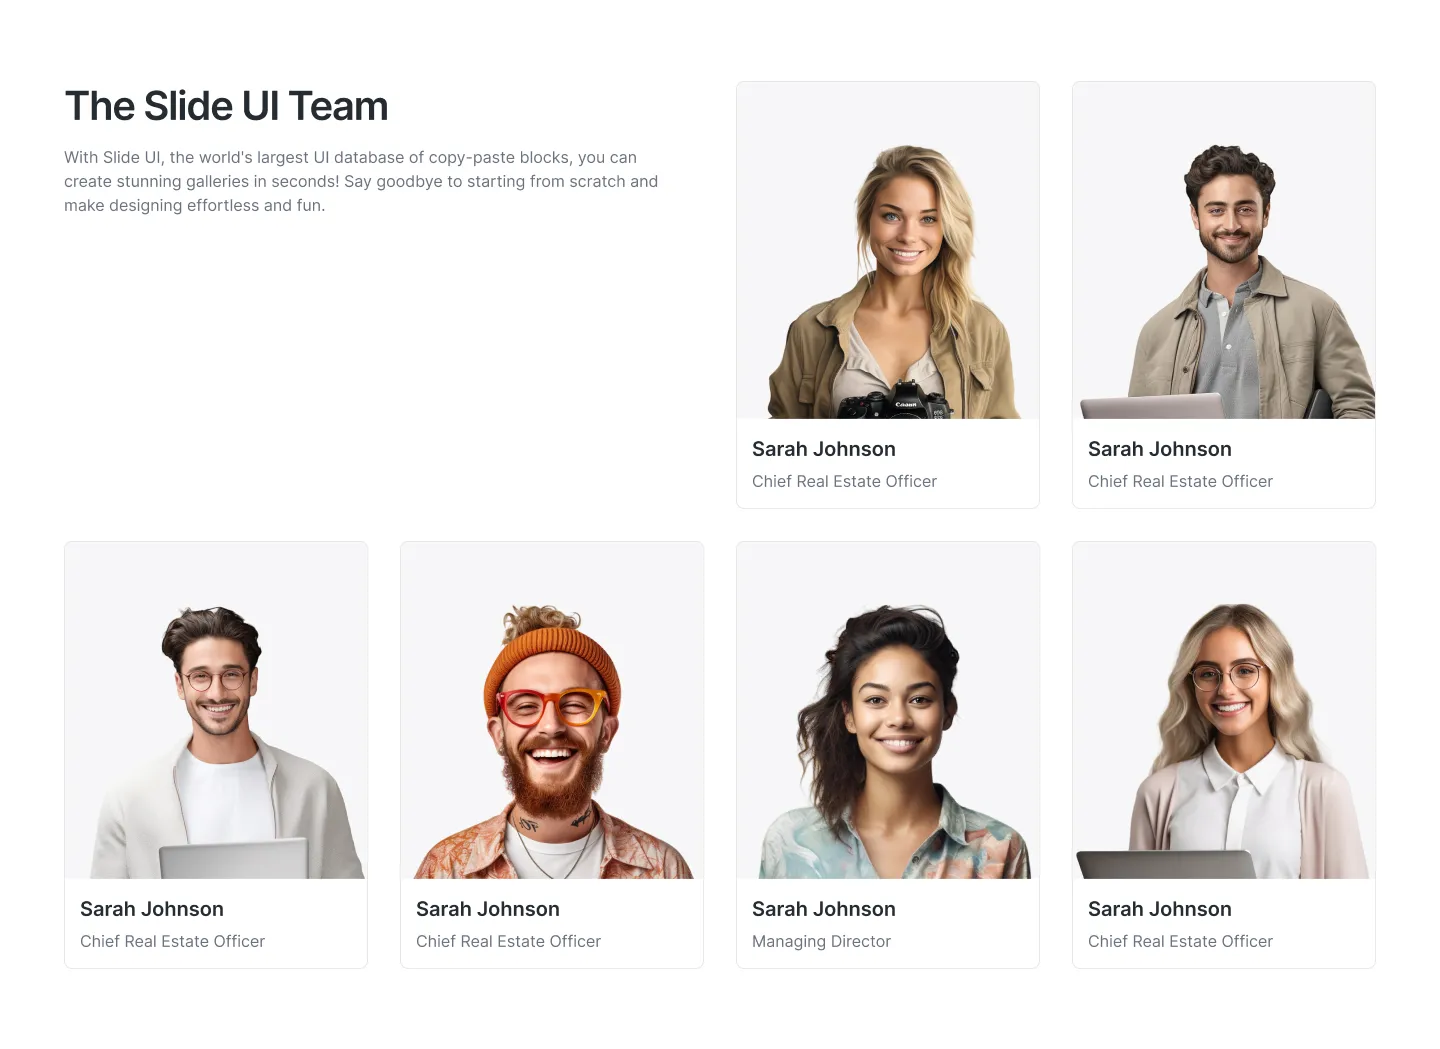 The Slide UI Team
With Slide UI, the world's largest UI database of copy-paste blocks, you can
create stunning galleries in seconds! Say goodbye to starting from scratch and
make designing effortless and fun.
Canon
Sarah Johnson
Chief Real Estate Officer
Sarah Johnson
Chief Real Estate Officer
Sarah Johnson
Chief Real Estate Officer
Sarah Johnson
Chief Real Estate Officer
Sarah Johnson
Managing Director
Sarah Johnson
Chief Real Estate Officer